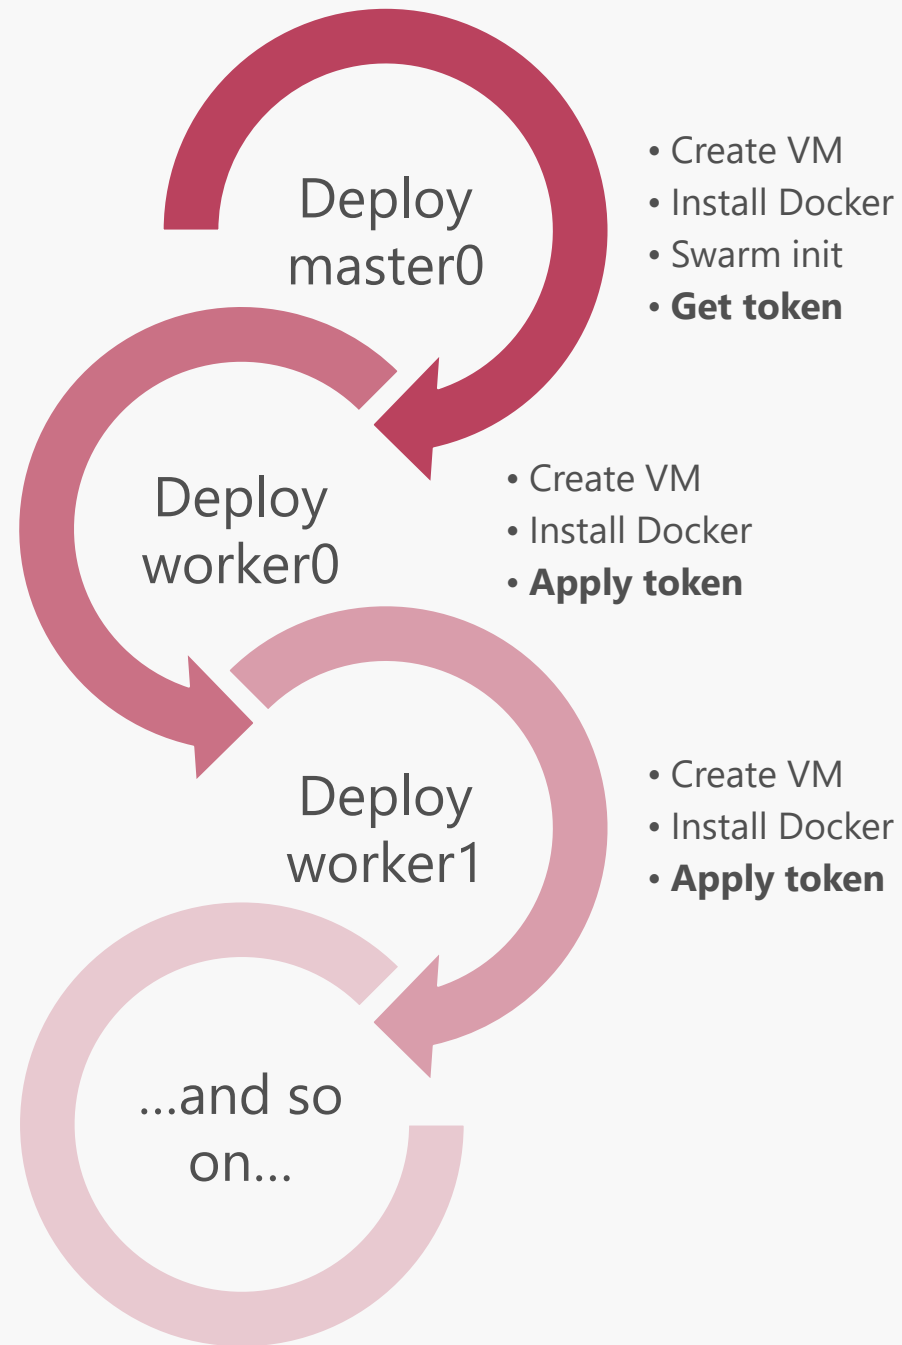 Deploy
master0
• Create VM
• Install Docker
• Swarm init
• Get token
Deploy
worker0
• Create VM
• Install Docker
• Apply token
Deploy
worker1
• Create VM
• Install Docker
• Apply token
...and so
on...